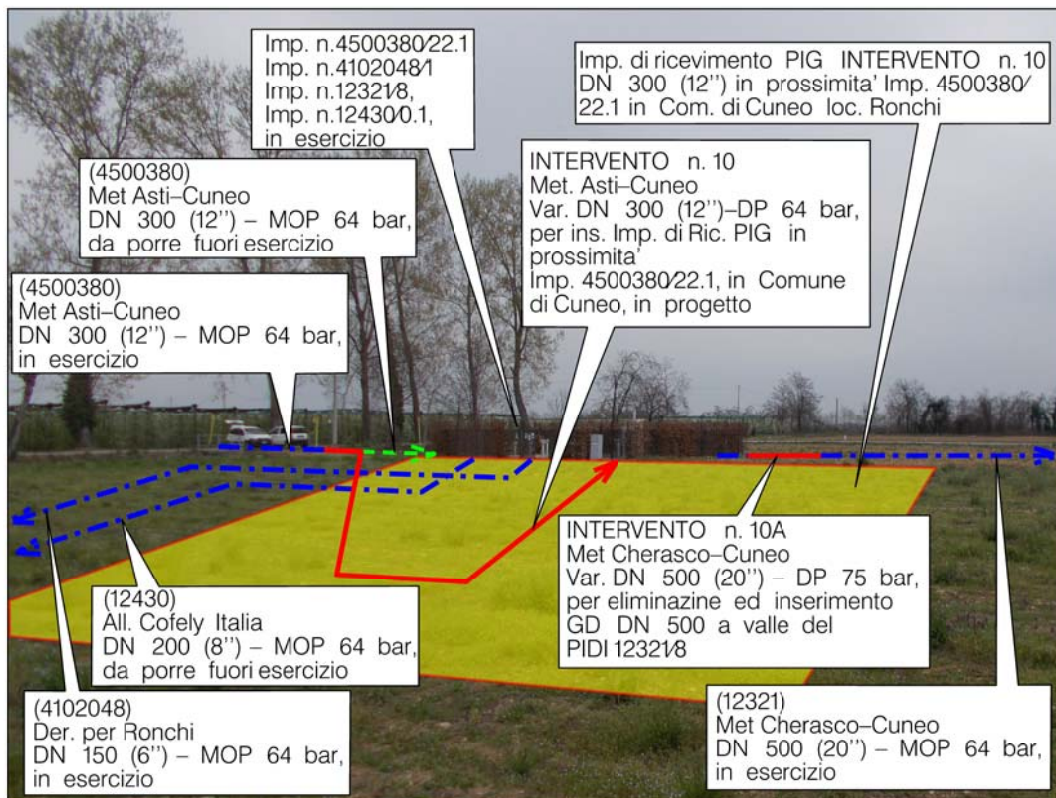 Imp. n.4500380/22.1
Imp. n.4102048/1
Imp. n.12321/8,
Imp. n.12430/0.1,
in esercizio
Imp. di ricevimento PIG INTERVENTO n. 10
DN 300 (12'') in prossimita' Imp. 4500380/
22.1 in Com. di Cuneo loc. Ronchi
(4500380)
Met Asti–Cuneo
DN 300 (12'') – MOP 64 bar,
da porre fuori esercizio
INTERVENTO n. 10
Met. Asti–Cuneo
Var. DN 300 (12'')–DP 64 bar,
per ins. Imp. di Ric. PIG in
prossimita'
Imp. 4500380/22.1, in Comune
di Cuneo, in progetto
(4500380)
Met Asti–Cuneo
DN 300 (12'') – MOP 64 bar,
in esercizio
INTERVENTO n. 10A
Met Cherasco–Cuneo
Var. DN 500 (20'') – DP 75 bar,
per eliminazine ed inserimento
GD DN 500 a valle del
PIDI 12321/8
(12430)
All. Cofely Italia
DN 200 (8'') – MOP 64 bar,
da porre fuori esercizio
(4102048)
Der. per Ronchi
DN 150 (6'') – MOP 64 bar,
in esercizio
(12321)
Met Cherasco–Cuneo
DN 500 (20'') – MOP 64 bar,
in esercizio